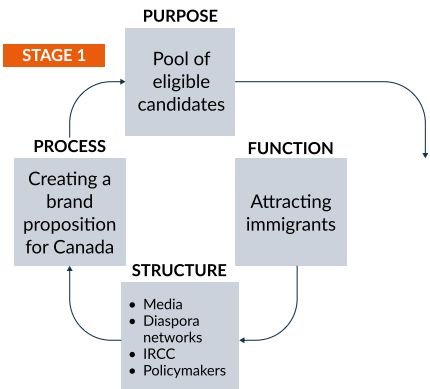 PURPOSE
STAGE 1
Pool of
eligible
candidates
PROCESS
FUNCTION
Creating a
brand
proposition
for Canada
Attracting
immigrants
STRUCTURE
• Media
• Diaspora
networks
• IRCC
• Policymakers